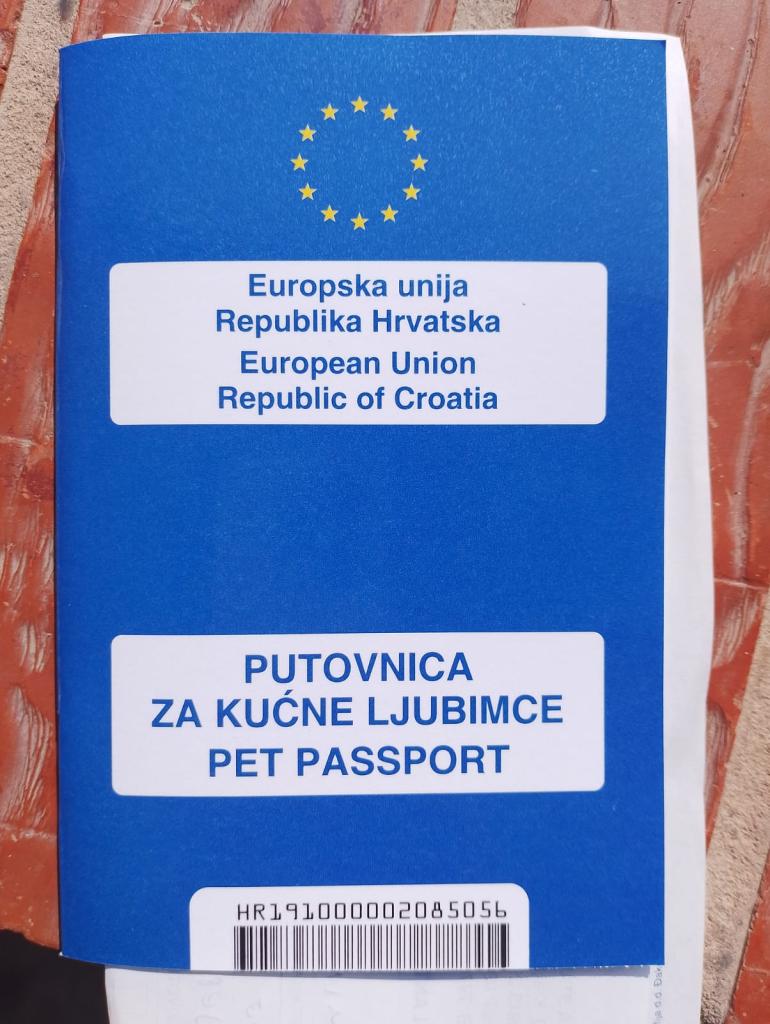 Europska unija
Republika Hrvatska
European Union
Republic of Croatia
PUTOVNICA
ZA KUĆNE LJUBIMCE
PET PASSPORT
HR191000002085056